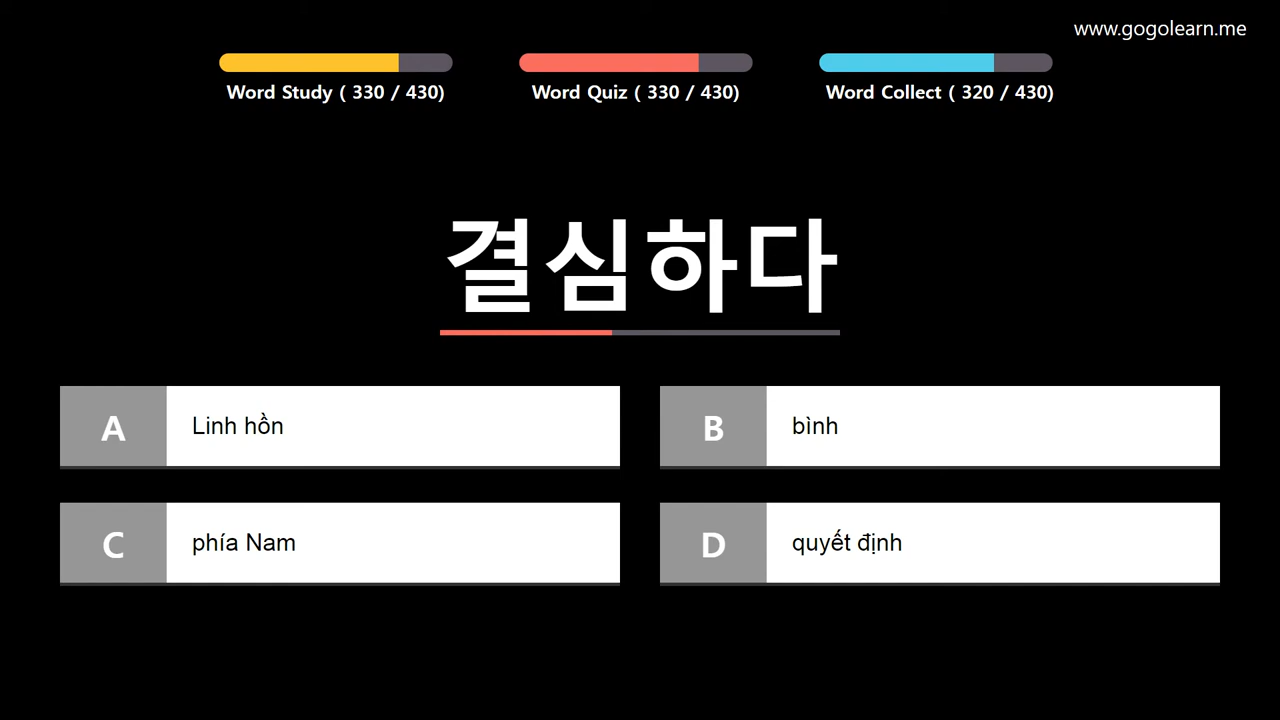 www.gogolearn.me
Word Study ( 330 / 430)
Word Quiz ( 330 / 430)
Word Collect ( 320 / 430)
결심하다
A Linh hồn
B bình
C phía Nam
D quyết định